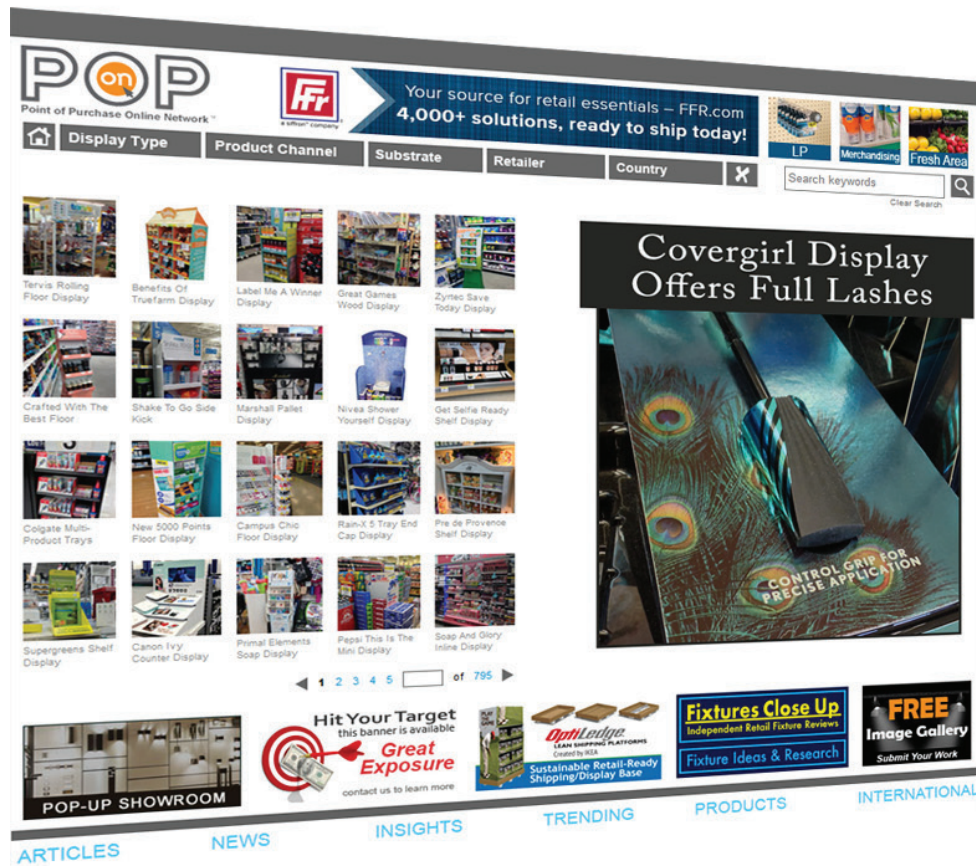 POP
on
Point of Purchase Online Network™
FFr
a siffron® company
Your source for retail essentials – FFR.com
4,000+ solutions, ready to ship today!
LP
Merchandising
Fresh Area
Display Type
Product Channel
Substrate
Retailer
Country
Search keywords
Clear Search
Tervis Rolling
Floor Display
Benefits Of
Truefarm Display
Label Me A Winner
Display
Great Games
Wood Display
Zyrtec Save
Today Display
Crafted With The
Best Floor
Shake To Go Side
Kick
Marshall Pallet
Display
Nivea Shower
Yourself Display
Get Selfie Ready
Shelf Display
Colgate Multi-
Product Trays
New 5000 Points
Floor Display
Campus Chic
Floor Display
Rain-X 5 Tray End
Cap Display
Pre de Provence
Shelf Display
Supergreens Shelf
Display
Canon Ivy
Counter Display
Primal Elements
Soap Display
Pepsi This Is The
Mini Display
Soap And Glory
Inline Display
1 2 3 4 5 of 795
Covergirl Display
Offers Full Lashes
CONTROL GRIP FOR
PRECISE APPLICATION
POP-UP SHOWROOM
Hit Your Target
this banner is available
Great
Exposure
contact us to learn more
OptiLedge
LEAN SHIPPING PLATFORMS
Created by IKEA
Sustainable Retail-Ready
Shipping/Display Base
Fixtures Close Up
Independent Retail Fixture Reviews
Fixture Ideas & Research
FREE
Image Gallery
Submit Your Work
ARTICLES
NEWS
INSIGHTS
TRENDING
PRODUCTS
INTERNATIONAL